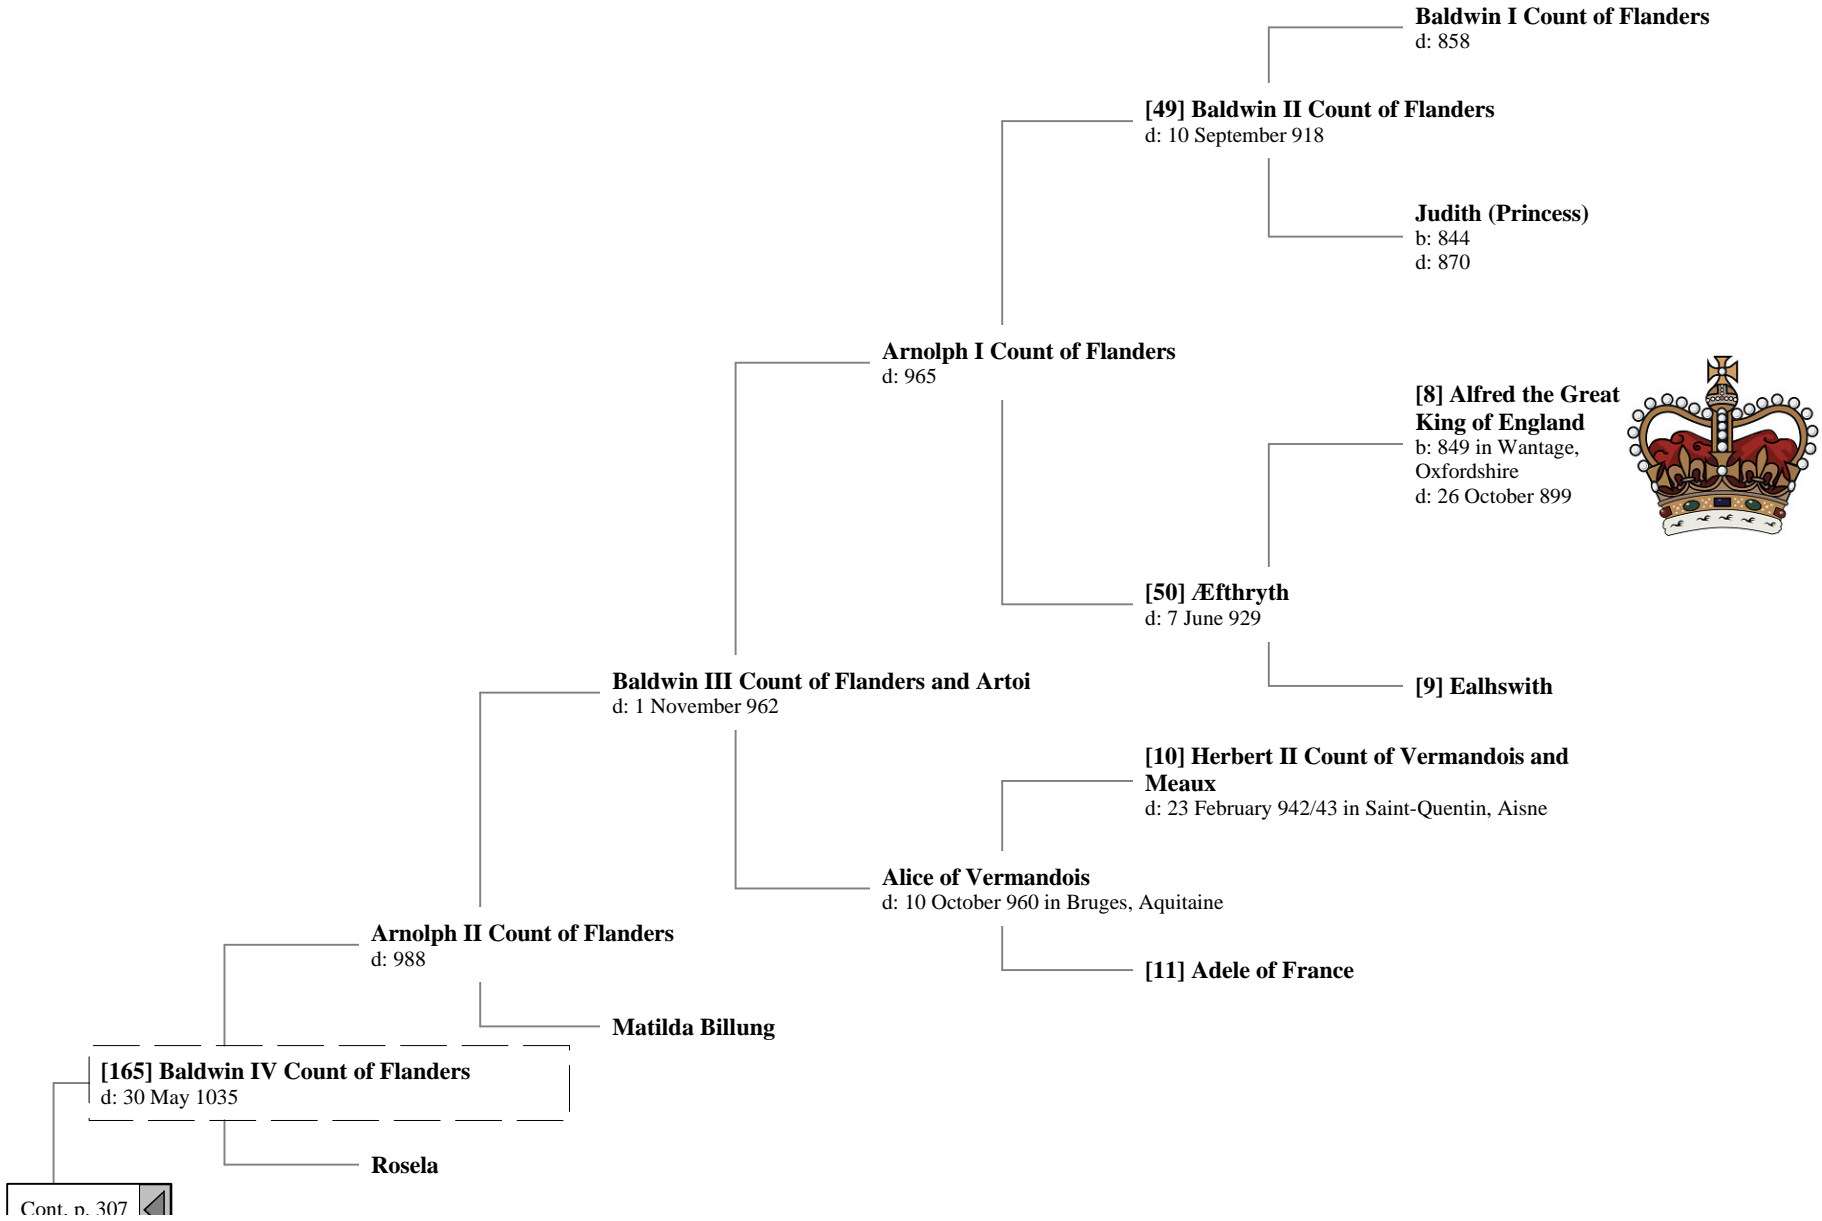 Baldwin I Count of Flanders
d: 858
[49] Baldwin II Count of Flanders
d: 10 September 918
Judith (Princess)
b: 844
d: 870
Arnolph I Count of Flanders
d: 965
[8] Alfred the Great
King of England
b: 849 in Wantage,
Oxfordshire
d: 26 October 899
[50] Æfthryth
d: 7 June 929
Baldwin III Count of Flanders and Artoi
d: 1 November 962
[9] Ealhswith
[10] Herbert II Count of Vermandois and
Meaux
d: 23 February 942/43 in Saint-Quentin, Aisne
Alice of Vermandois
d: 10 October 960 in Bruges, Aquitaine
Arnolph II Count of Flanders
d: 988
[11] Adele of France
Matilda Billung
[165] Baldwin IV Count of Flanders
d: 30 May 1035
Rosela
Cont. p. 307